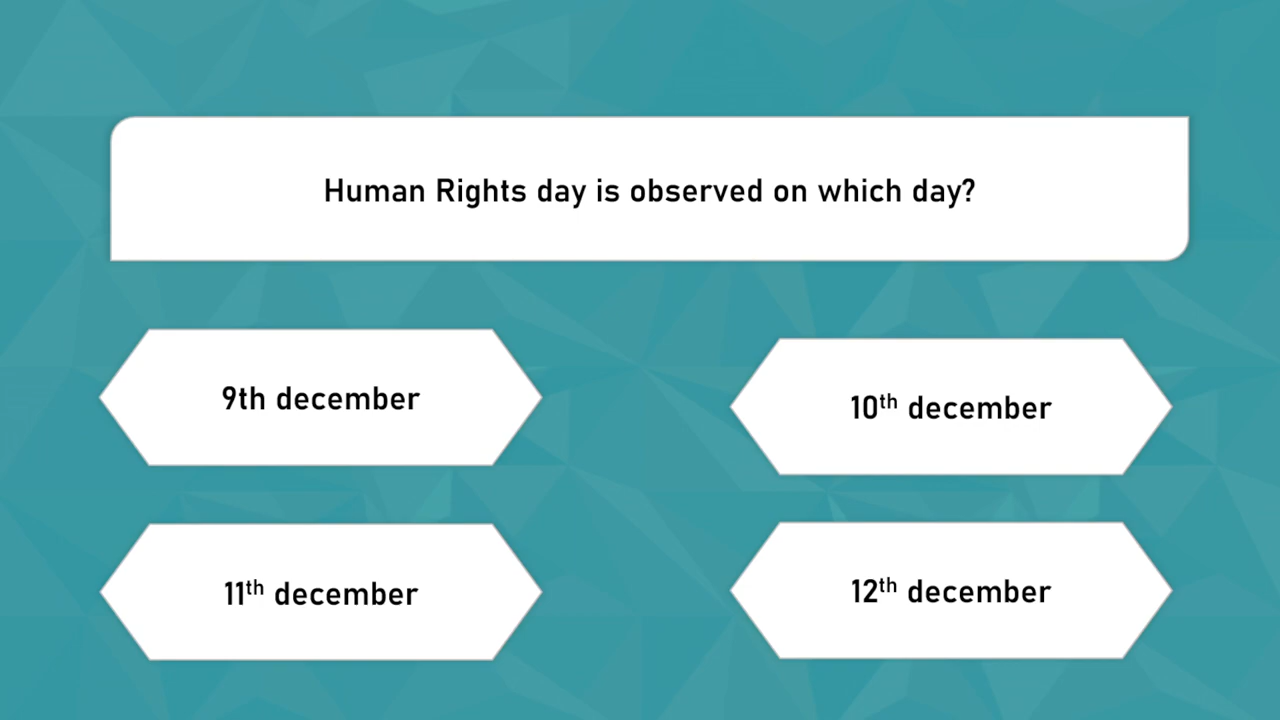 Human Rights day is observed on which day?
9th december
10th december
11th december
12th december